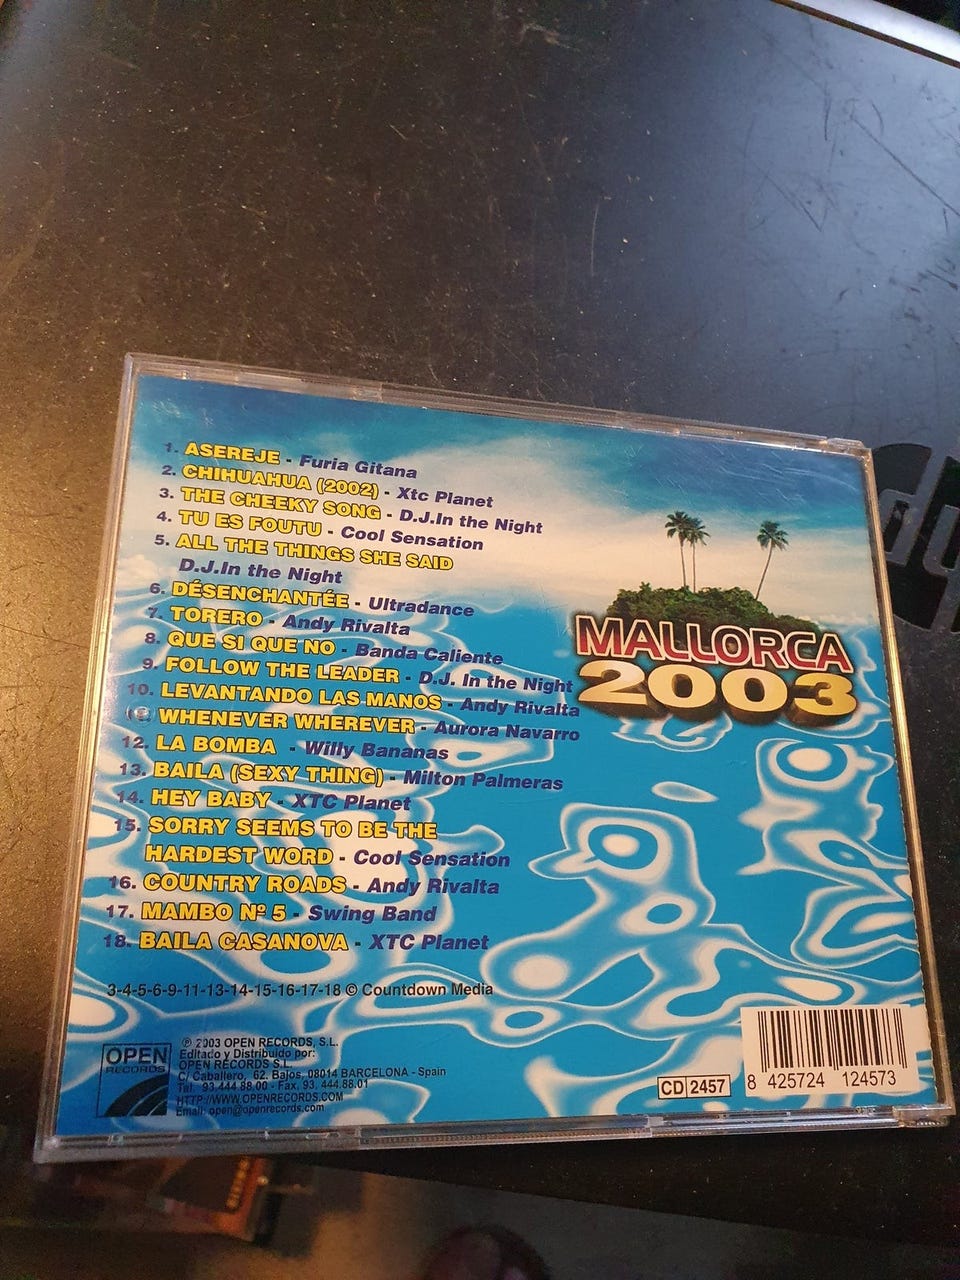 1. ASEREJE - Furia Gitana
2. CHIHUAHUA (2002) - Xtc Planet
3. THE CHEEKY SONG - D.J.In the Night
4. TU ES FOUTU - Cool Sensation
5. ALL THE THINGS SHE SAID
D.J.In the Night
6. DÉSENCHANTÉE - Ultradance
7. TORERO - Andy Rivalta
8. QUE SI QUE NO - Banda Caliente
9. FOLLOW THE LEADER - D.J. In the Night
10. LEVANTANDO LAS MANOS - Andy Rivalta
WHENEVER WHEREVER - Aurora Navarro
12. LA BOMBA - Willy Bananas
13. BAILA (SEXY THING) - Milton Palmeras
14. HEY BABY - XTC Planet
15. SORRY SEEMS TO BE THE
HARDEST WORD - Cool Sensation
16. COUNTRY ROADS - Andy Rivalta
17. MAMBO Nº 5 - Swing Band
18. BAILA CASANOVA - XTC Planet
3-4-5-6-9-11-13-14-15-16-17-18 © Countdown Media
MALLORCA
2003
OPEN
RECORDS
℗ 2003 OPEN RECORDS, S.L.
Editado y Distribuido por:
OPEN RECORDS S.L.
C/ Caballero, 62. Bajos, 08014 BARCELONA - Spain
Tel. 93.444 88.00 - Fax. 93. 444.88.01
HTTP://WWW.OPENRECORDS.COM
Email: open@openrecords.com
CD 2457
8 425724 124573
hp